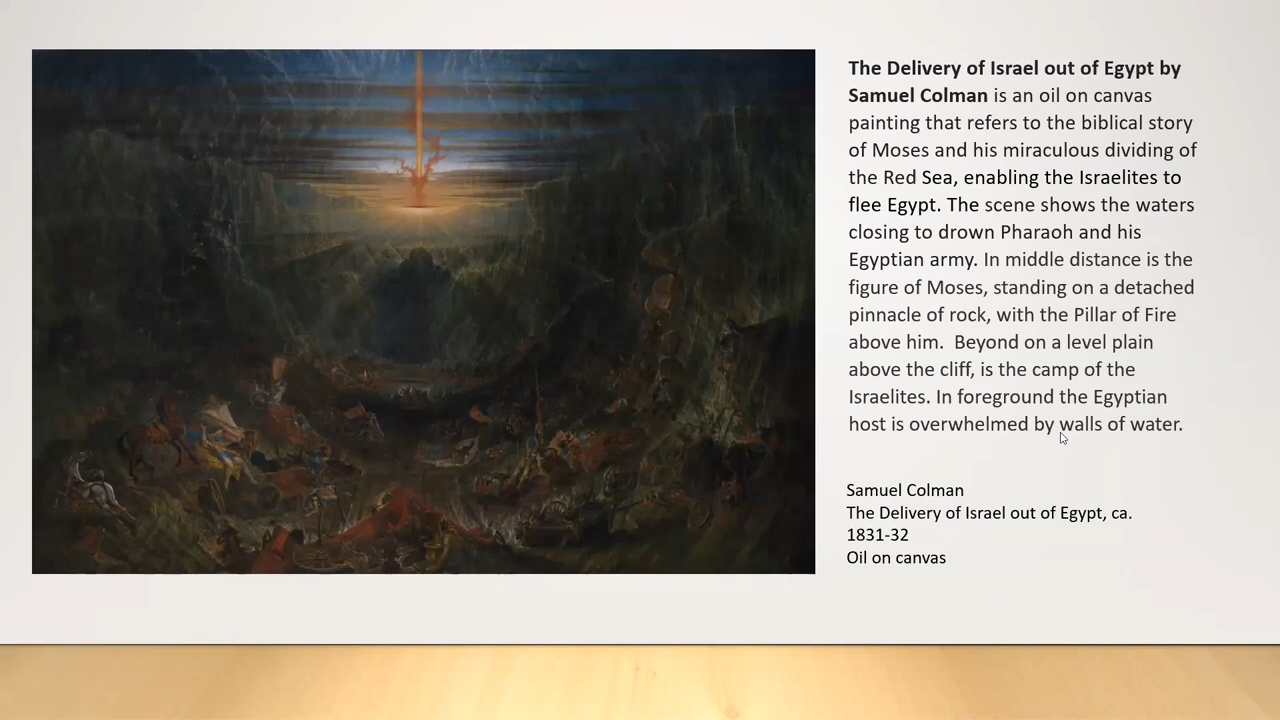 The Delivery of Israel out of Egypt by
Samuel Colman is an oil on canvas
painting that refers to the biblical story
of Moses and his miraculous dividing of
the Red Sea, enabling the Israelites to
flee Egypt. The scene shows the waters
closing to drown Pharaoh and his
Egyptian army. In middle distance is the
figure of Moses, standing on a detached
pinnacle of rock, with the Pillar of Fire
above him.  Beyond on a level plain
above the cliff, is the camp of the
Israelites. In foreground the Egyptian
host is overwhelmed by walls of water.
Samuel Colman
The Delivery of Israel out of Egypt, ca.
1831-32
Oil on canvas